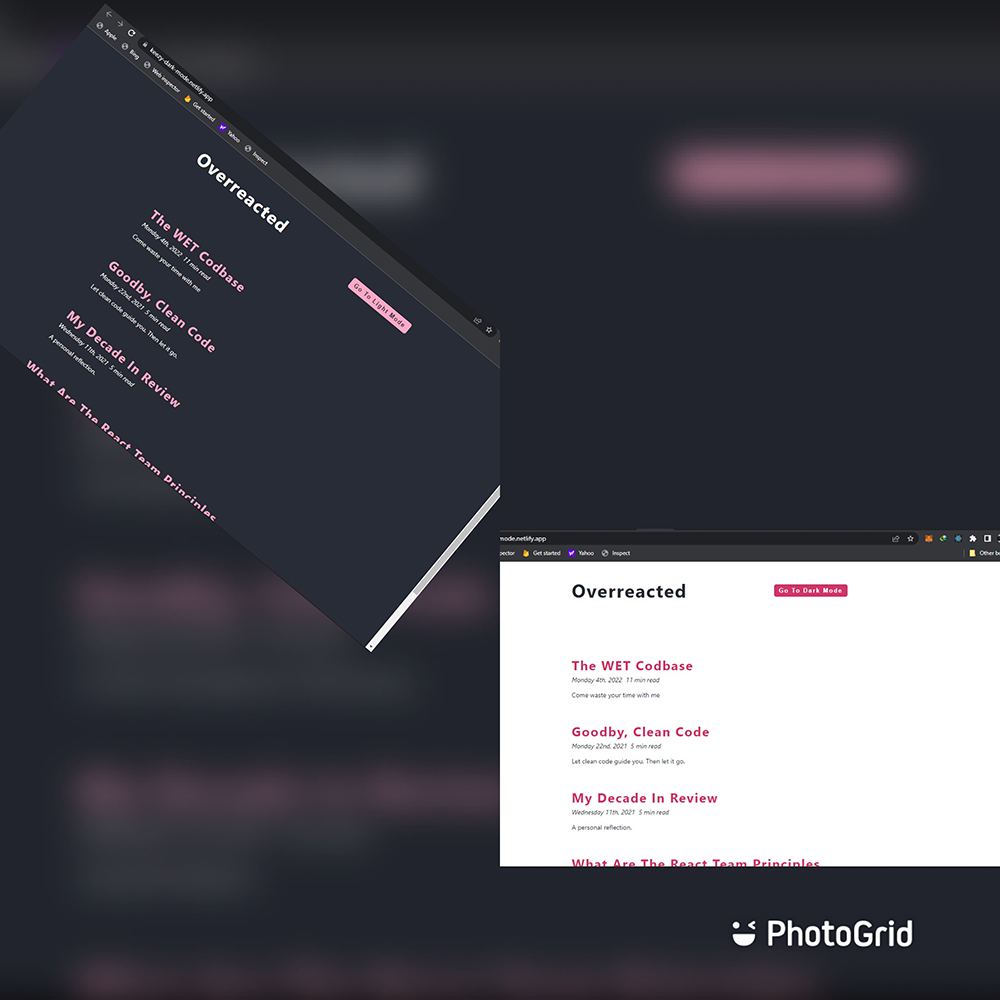 keezy-dark-mode.netlify.app
Apple
Bing
Web inspector
Get started
Yahoo
Inspect
Overreacted
Go To Light Mode
The WET Codbase
Monday 4th, 2022 11 min read
Come waste your time with me
Goodby, Clean Code
Monday 22nd, 2021 5 min read
Let clean code guide you. Then let it go.
My Decade In Review
Wednesday 11th, 2021 5 min read
A personal reflection.
What Are The React Team Principles
mode.netlify.app
pector
Get started
Yahoo
Inspect
Other b
Overreacted
Go To Dark Mode
The WET Codbase
Monday 4th, 2022 11 min read
Come waste your time with me
Goodby, Clean Code
Monday 22nd, 2021 5 min read
Let clean code guide you. Then let it go.
My Decade In Review
Wednesday 11th, 2021 5 min read
A personal reflection.
What Are The React Team Principles
PhotoGrid